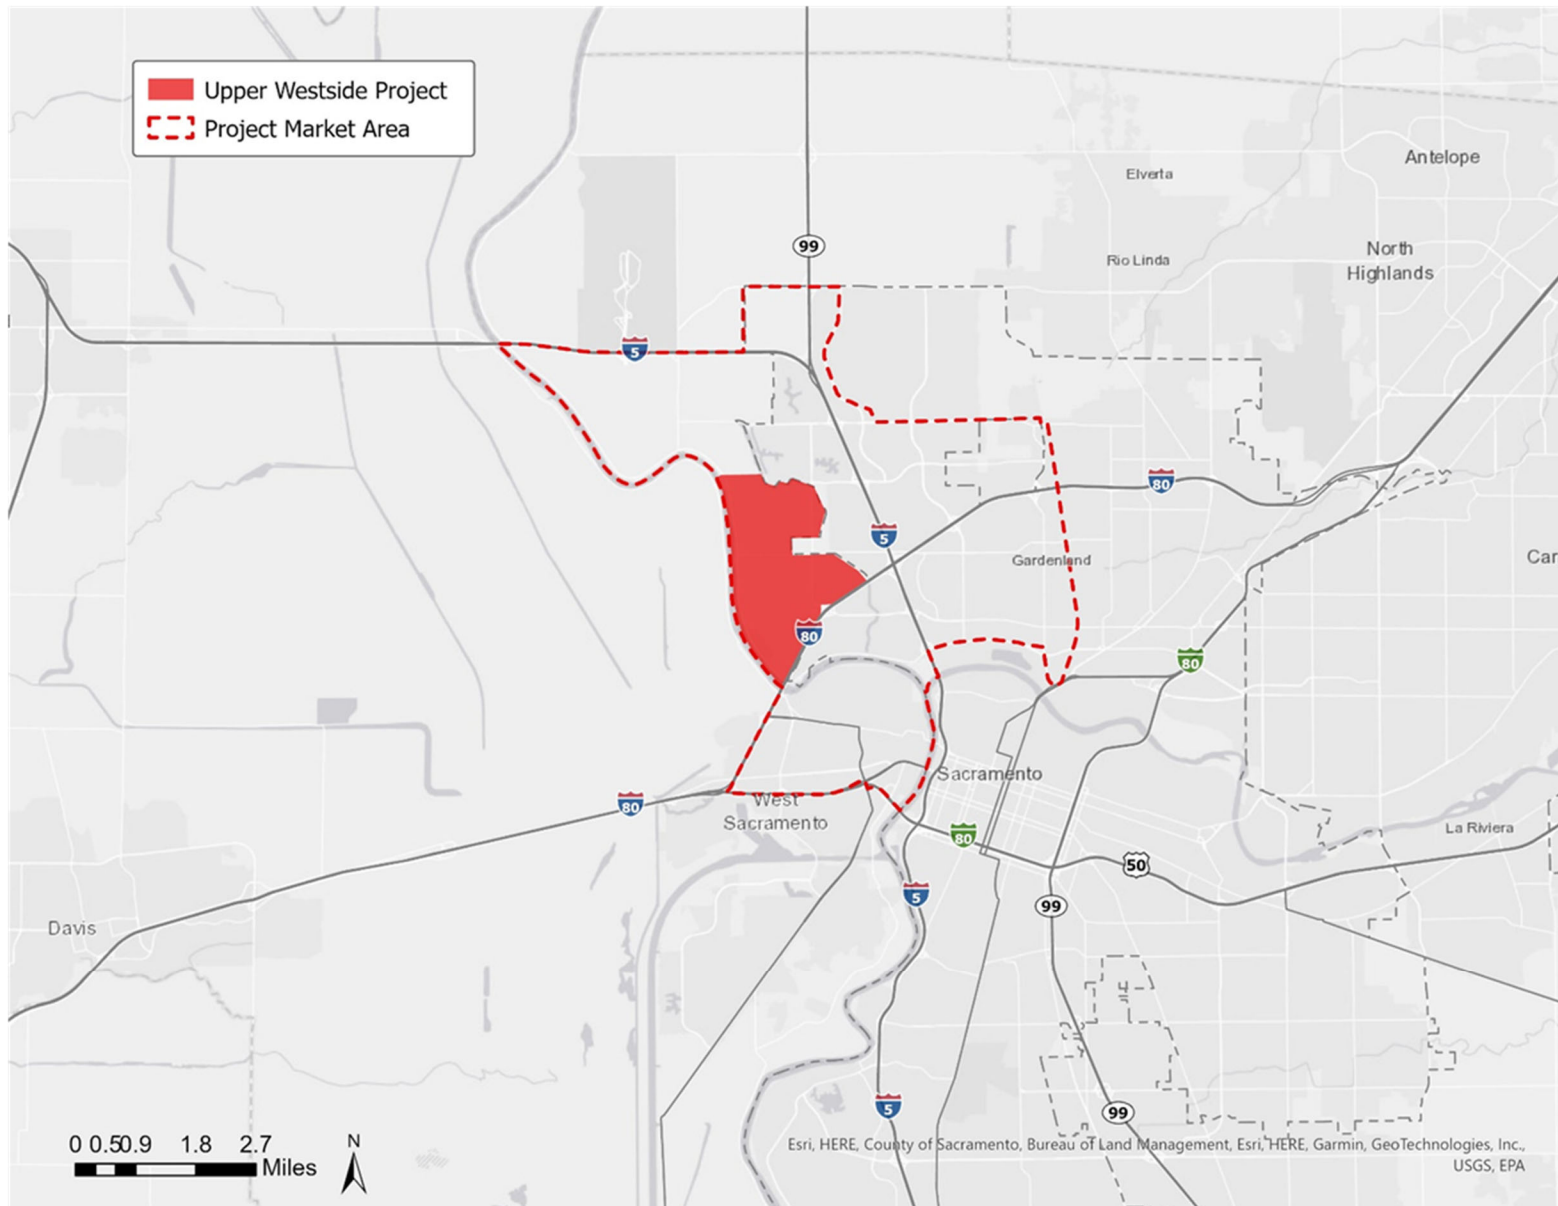 Upper Westside Project
Project Market Area
Antelope
Elverta
99
North
Highlands
Rio Linda
5
80
5
Gardenland
Car
80
80
Sacramento
80
West
Sacramento
80
La Riviera
50
5
99
Davis
5
99
0 0.5 0.9 1.8 2.7
Miles
N
Esri, HERE, County of Sacramento, Bureau of Land Management, Esri, HERE, Garmin, GeoTechnologies, Inc.,
USGS, EPA